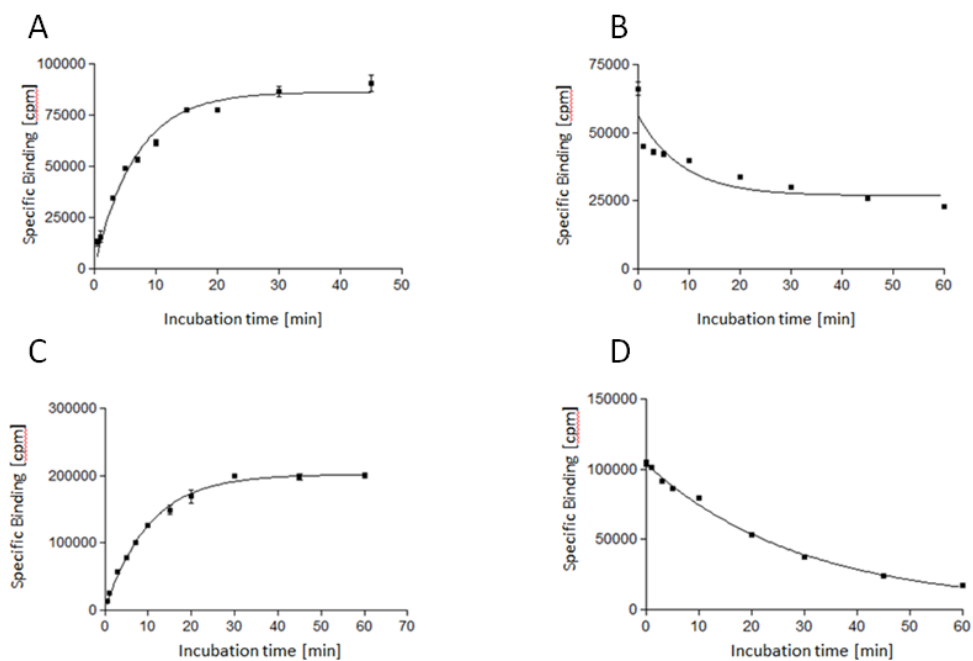 A
Specific Binding [cpm]
100000
75000
50000
25000
0
0 10 20 30 40 50
Incubation time [min]
B
Specific Binding [cpm]
75000
50000
25000
0
0 10 20 30 40 50 60
Incubation time [min]
C
Specific Binding [cpm]
300000
200000
100000
0
0 10 20 30 40 50 60 70
Incubation time [min]
D
Specific Binding [cpm]
150000
100000
50000
0
0 10 20 30 40 50 60
Incubation time [min]